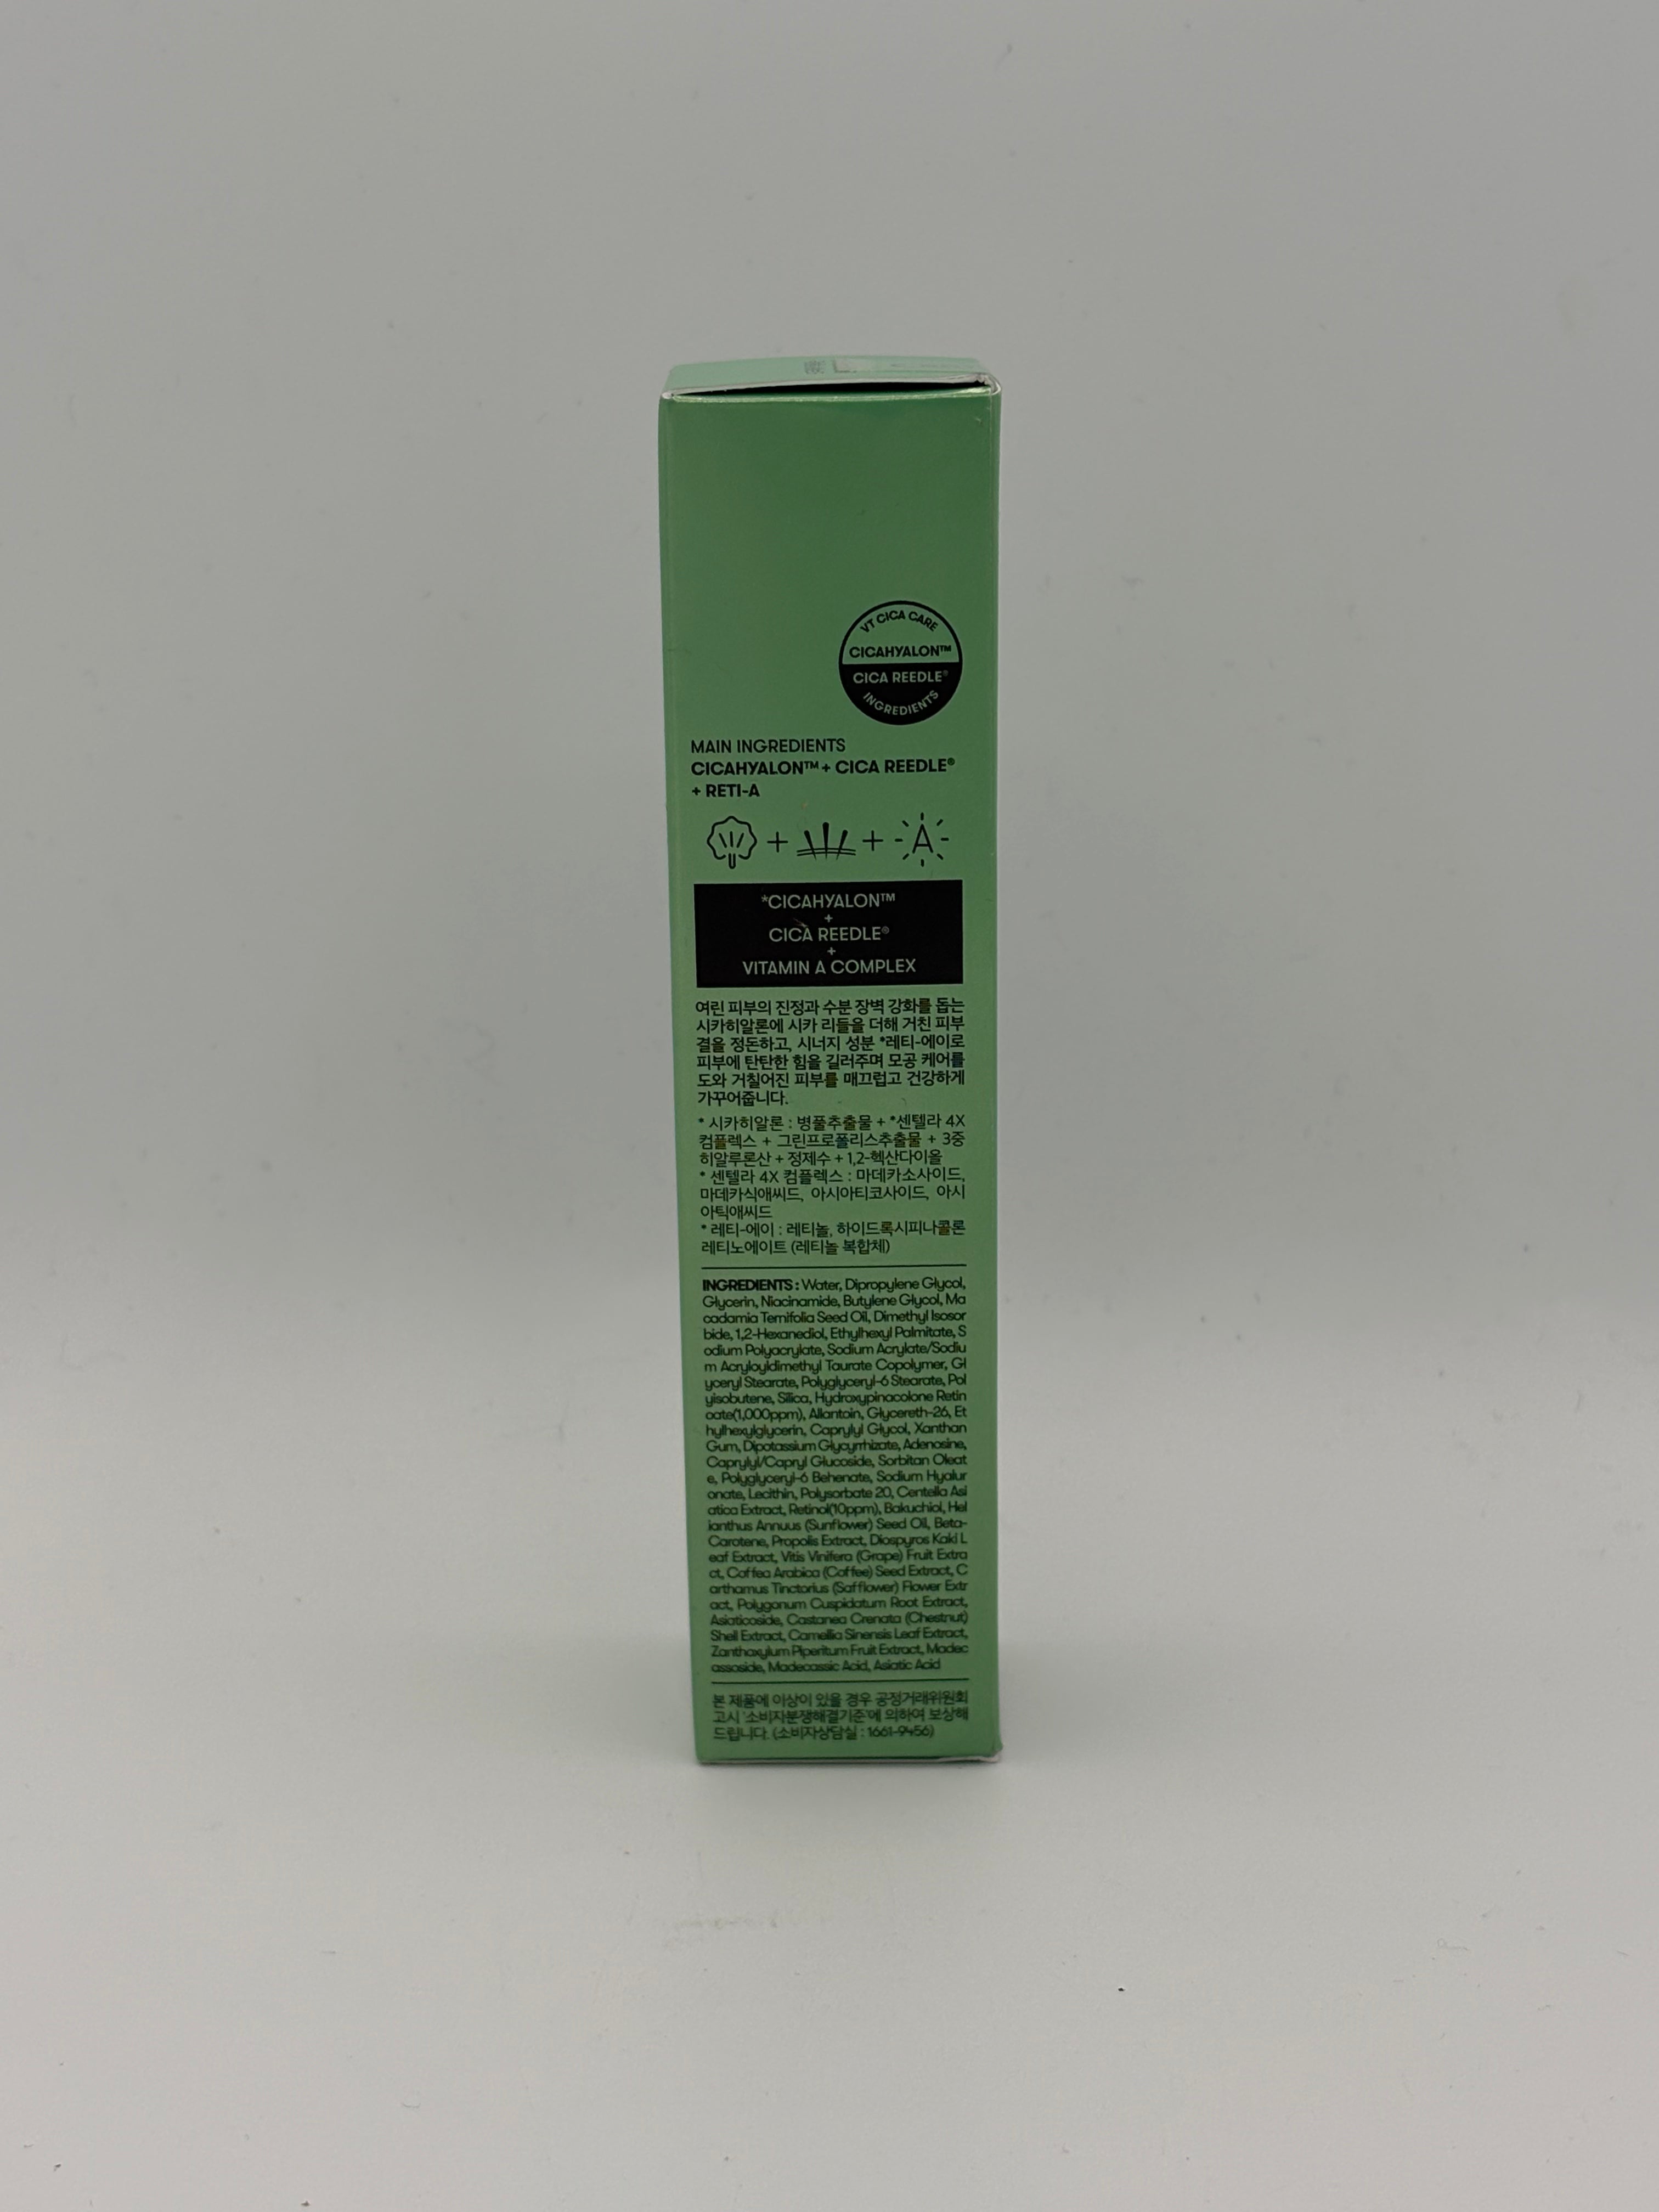 VT CICA CARE
CICAHYALON™
CICA REEDLE®
INGREDIENTS
MAIN INGREDIENTS
CICAHYALON™ + CICA REEDLE®
+ RETI-A
+ + A
*CICAHYALON™
+
CICA REEDLE®
+
VITAMIN A COMPLEX
여린 피부의 진정과 수분 장벽 강화를 돕는
시카히알론에 시카 리들을 더해 거친 피부
결을 정돈하고, 시너지 성분 *레티-에이로
피부에 탄탄한 힘을 길러주며 모공 케어를
도와 거칠어진 피부를 매끄럽고 건강하게
가꾸어줍니다.
* 시카히알론 : 병풀추출물 + *센텔라 4X
컴플렉스 + 그린프로폴리스추출물 + 3중
히알루론산 + 정제수 + 1,2-헥산다이올
* 센텔라 4X 컴플렉스 : 마데카소사이드,
마데카식애씨드, 아시아티코사이드, 아시
아틱애씨드
* 레티-에이 : 레티놀, 하이드록시피나콜론
레티노에이트 (레티놀 복합체)
INGREDIENTS : Water, Dipropylene Glycol,
Glycerin, Niacinamide, Butylene Glycol, Ma
cadamia Ternifolia Seed Oil, Dimethyl Isosor
bide, 1,2-Hexanediol, Ethylhexyl Palmitate, S
odium Polyacrylate, Sodium Acrylate/Sodiu
m Acryloyldimethyl Taurate Copolymer, Gl
yceryl Stearate, Polyglyceryl-6 Stearate, Pol
yisobutene, Silica, Hydroxypinacolone Retin
oate(1,000ppm), Allantoin, Glycereth-26, Et
hylhexylglycerin, Caprylyl Glycol, Xanthan
Gum, Dipotassium Glycyrrhizate, Adenosine,
Caprylyl/Capryl Glucoside, Sorbitan Oleat
e, Polyglyceryl-6 Behenate, Sodium Hyalur
onate, Lecithin, Polysorbate 20, Centella Asi
atica Extract, Retinol(10ppm), Bakuchiol, Hel
ianthus Annuus (Sunflower) Seed Oil, Beta-
Carotene, Propolis Extract, Diospyros Kaki L
eaf Extract, Vitis Vinifera (Grape) Fruit Extra
ct, Coffea Arabica (Coffee) Seed Extract, C
arthamus Tinctorius (Safflower) Flower Extr
act, Polygonum Cuspidatum Root Extract,
Asiaticoside, Castanea Crenata (Chestnut)
Shell Extract, Camellia Sinensis Leaf Extract,
Zanthoxylum Piperitum Fruit Extract, Madec
assoside, Madecassic Acid, Asiatic Acid
본 제품에 이상이 있을 경우 공정거래위원회
고시 '소비자분쟁해결기준'에 의하여 보상해
드립니다. (소비자상담실 : 1661-9456)